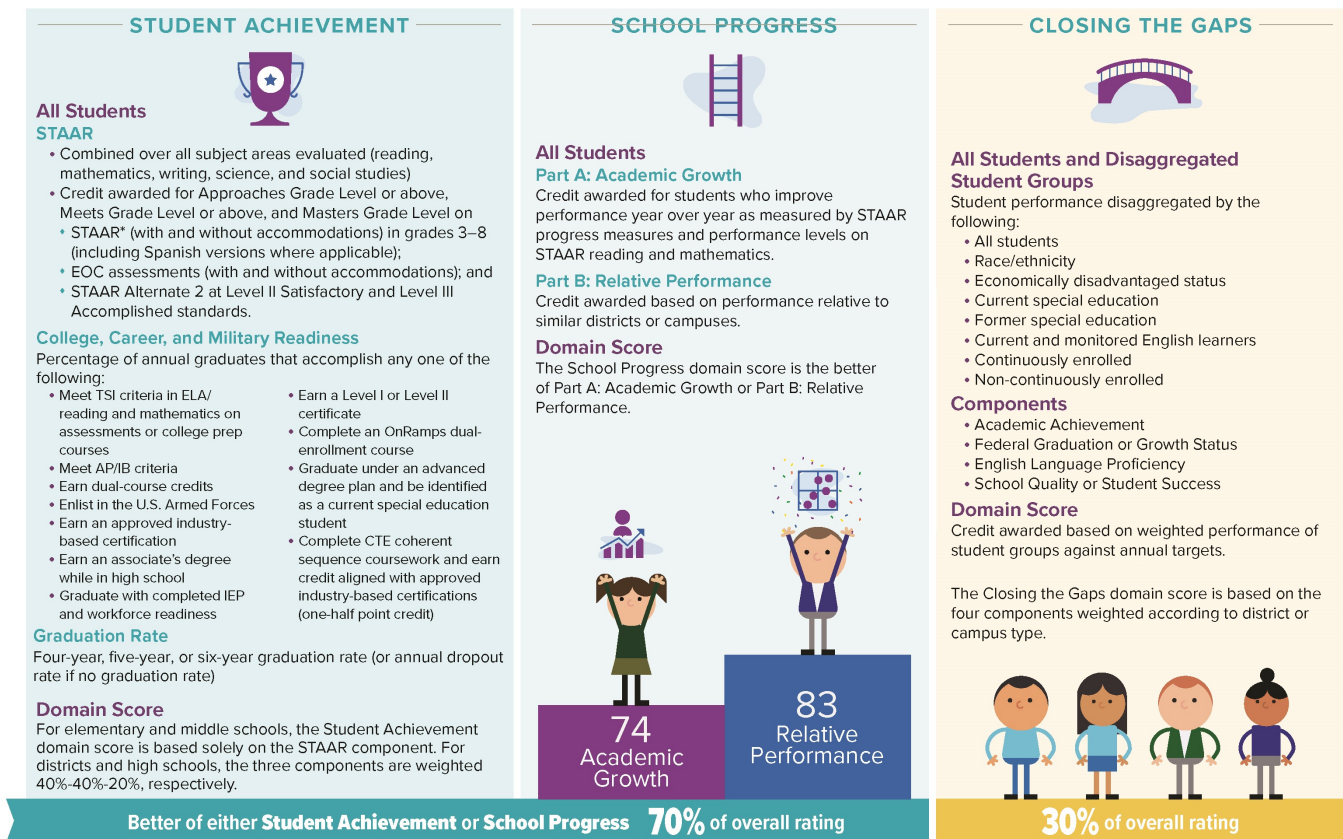 STUDENT ACHIEVEMENT
All Students
STAAR
• Combined over all subject areas evaluated (reading,
mathematics, writing, science, and social studies)
• Credit awarded for Approaches Grade Level or above,
Meets Grade Level or above, and Masters Grade Level on
♦ STAAR* (with and without accommodations) in grades 3–8
(including Spanish versions where applicable);
♦ EOC assessments (with and without accommodations); and
♦ STAAR Alternate 2 at Level II Satisfactory and Level III
Accomplished standards.
College, Career, and Military Readiness
Percentage of annual graduates that accomplish any one of the
following:
• Meet TSI criteria in ELA/
reading and mathematics on
assessments or college prep
courses
• Meet AP/IB criteria
• Earn dual-course credits
• Enlist in the U.S. Armed Forces
• Earn an approved industry-
based certification
• Earn an associate's degree
while in high school
• Graduate with completed IEP
and workforce readiness
• Earn a Level I or Level II
certificate
• Complete an OnRamps dual-
enrollment course
• Graduate under an advanced
degree plan and be identified
as a current special education
student
• Complete CTE coherent
sequence coursework and earn
credit aligned with approved
industry-based certifications
(one-half point credit)
Graduation Rate
Four-year, five-year, or six-year graduation rate (or annual dropout
rate if no graduation rate)
Domain Score
For elementary and middle schools, the Student Achievement
domain score is based solely on the STAAR component. For
districts and high schools, the three components are weighted
40%-40%-20%, respectively.
SCHOOL PROGRESS
All Students
Part A: Academic Growth
Credit awarded for students who improve
performance year over year as measured by STAAR
progress measures and performance levels on
STAAR reading and mathematics.
Part B: Relative Performance
Credit awarded based on performance relative to
similar districts or campuses.
Domain Score
The School Progress domain score is the better
of Part A: Academic Growth or Part B: Relative
Performance.
74
Academic
Growth
83
Relative
Performance
CLOSING THE GAPS
All Students and Disaggregated
Student Groups
Student performance disaggregated by the
following:
• All students
• Race/ethnicity
• Economically disadvantaged status
• Current special education
• Former special education
• Current and monitored English learners
• Continuously enrolled
• Non-continuously enrolled
Components
• Academic Achievement
• Federal Graduation or Growth Status
• English Language Proficiency
• School Quality or Student Success
Domain Score
Credit awarded based on weighted performance of
student groups against annual targets.
The Closing the Gaps domain score is based on the
four components weighted according to district or
campus type.
Better of either Student Achievement or School Progress 70% of overall rating
30% of overall rating